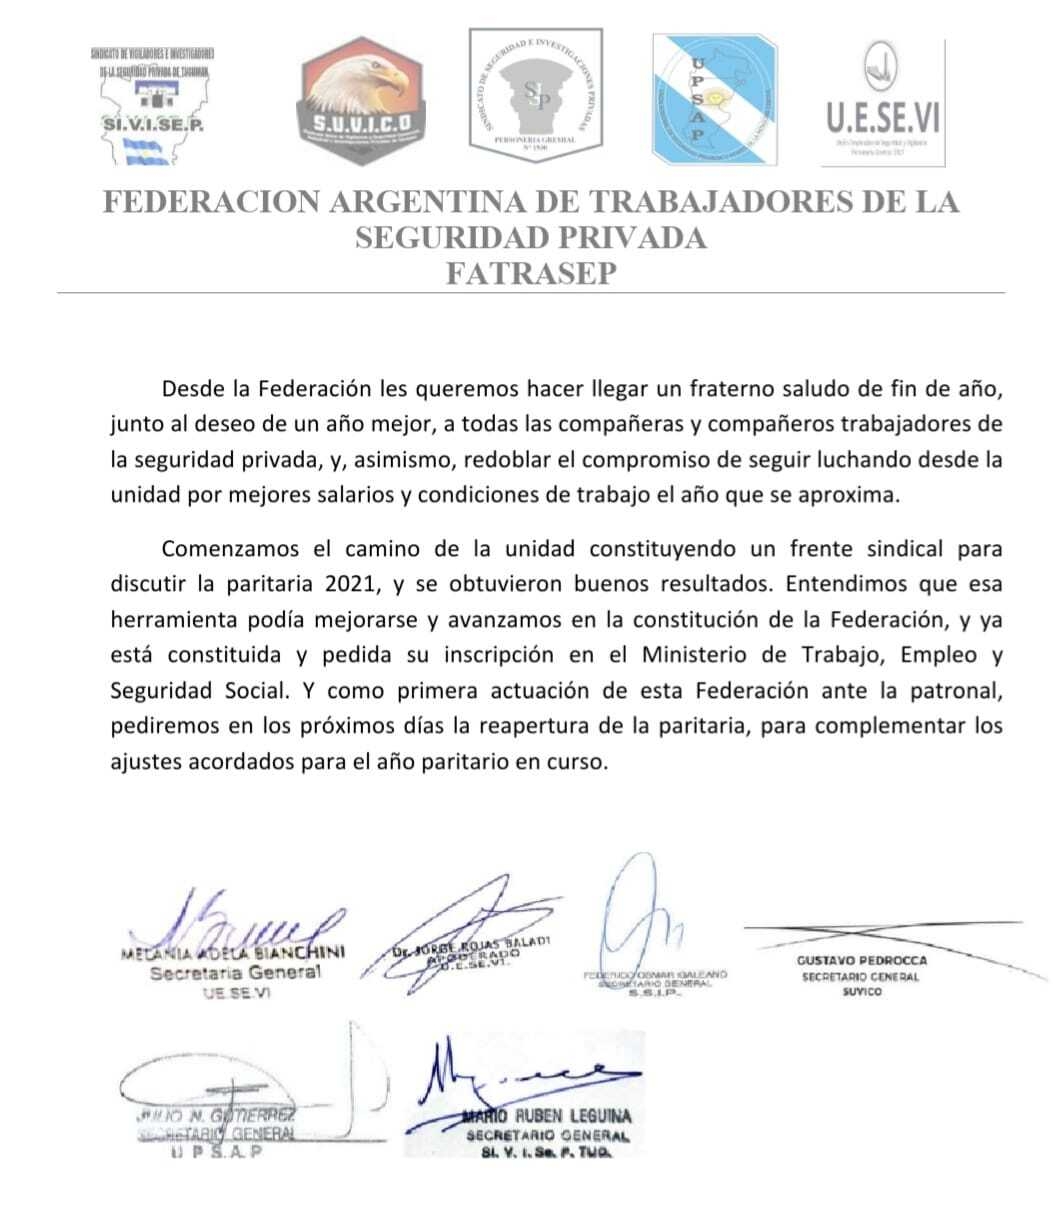 SINDICATO DE VIGILADORES E INVESTIGADORES
DE LA SEGURIDAD PRIVADA DE TUCUMAN
SI.V.I.SE.P.
S.U.V.I.C.O
SINDICATO DE SEGURIDAD E INVESTIGACIONES PRIVADAS
SIP
PERSONERIA GREMIAL
Nº 1930
UPSAP
U.E.SE.VI
FEDERACION ARGENTINA DE TRABAJADORES DE LA
SEGURIDAD PRIVADA
FATRASEP
Desde la Federación les queremos hacer llegar un fraterno saludo de fin de año,
junto al deseo de un año mejor, a todas las compañeras y compañeros trabajadores de
la seguridad privada, y, asimismo, redoblar el compromiso de seguir luchando desde la
unidad por mejores salarios y condiciones de trabajo el año que se aproxima.
Comenzamos el camino de la unidad constituyendo un frente sindical para
discutir la paritaria 2021, y se obtuvieron buenos resultados. Entendimos que esa
herramienta podía mejorarse y avanzamos en la constitución de la Federación, y ya
está constituida y pedida su inscripción en el Ministerio de Trabajo, Empleo y
Seguridad Social. Y como primera actuación de esta Federación ante la patronal,
pediremos en los próximos días la reapertura de la paritaria, para complementar los
ajustes acordados para el año paritario en curso.
MELANIA ADELA BIANCHINI
Secretaria General
UE.SE.VI
Dr. JORGE ROJAS BALADI
APODERADO
U.E.SE.VI.
FEDERICO OSMAR GALEANO
SECRETARIO GENERAL
S.S.I.P.-
GUSTAVO PEDROCCA
SECRETARIO GENERAL
SUVICO
JULIO N. GUTIERREZ
SECRETARIO GENERAL
U P S.A.P
MARIO RUBEN LEGUINA
SECRETARIO GENERAL
SI. V. I. Se. P. TUC.